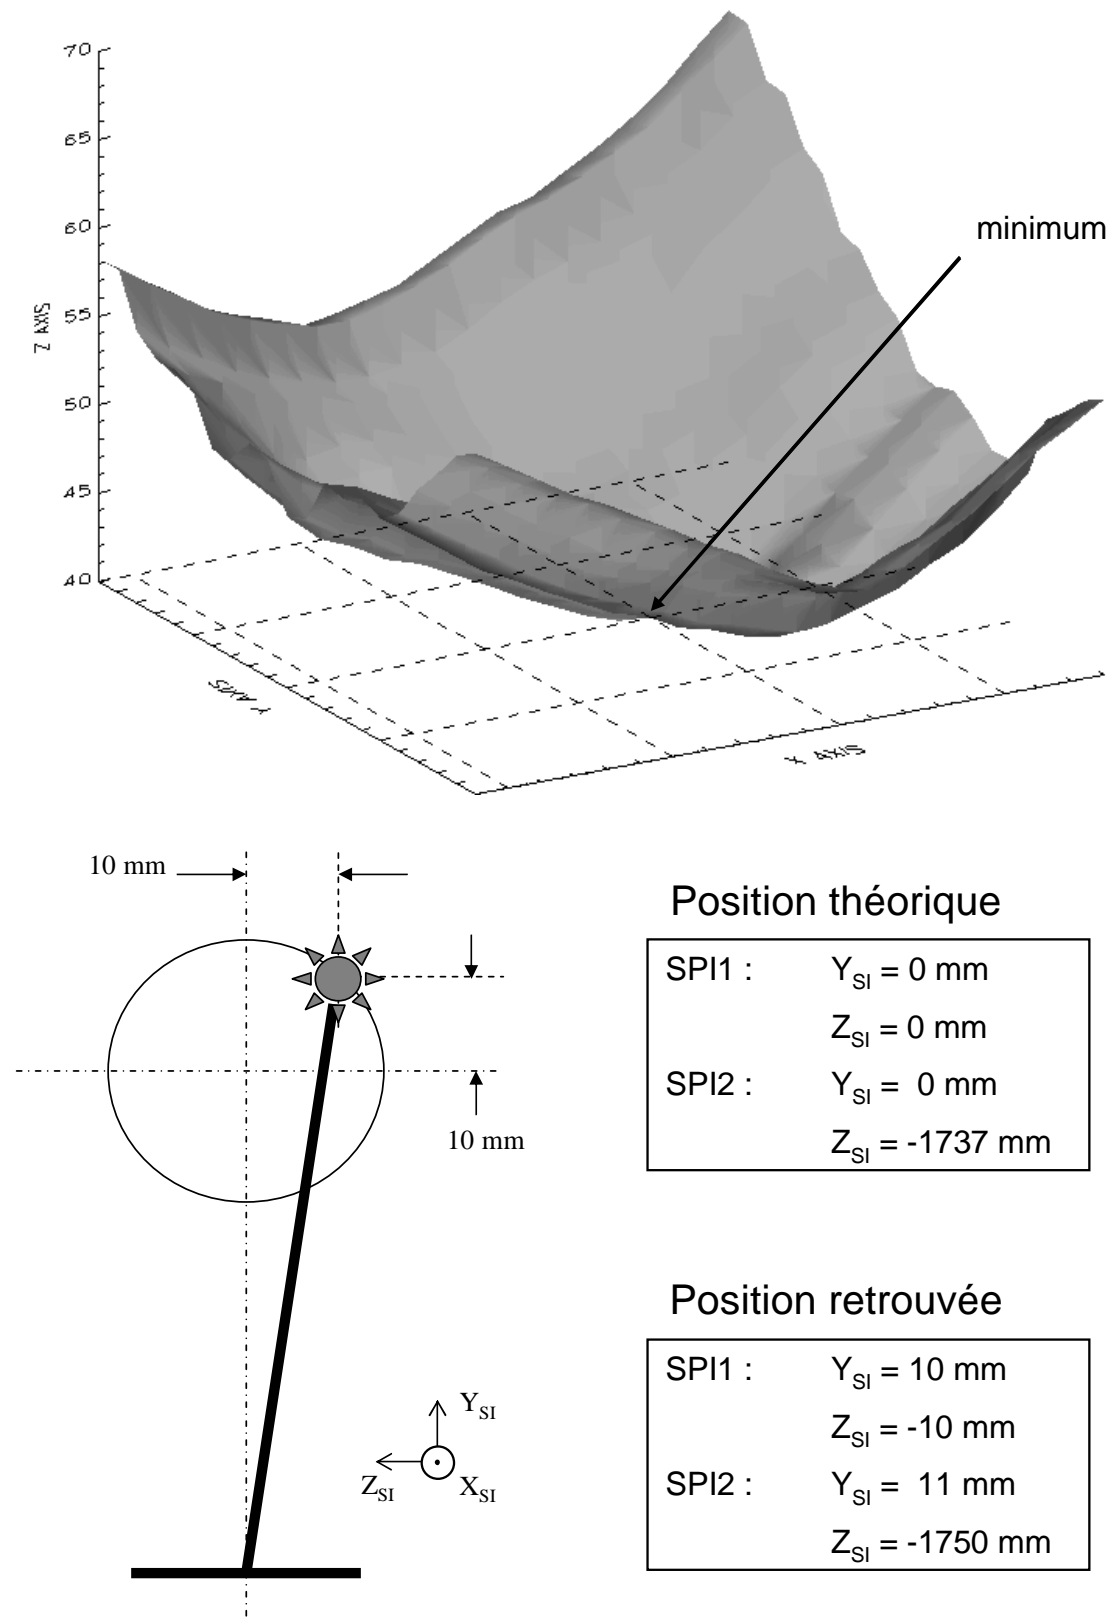 70
65
60
55
50
45
40
Z AXIS
Y AXIS
X AXIS
minimum
10 mm
10 mm
Y_SI
Z_SI
X_SI
Position théorique
SPI1 : Y_SI = 0 mm
Z_SI = 0 mm
SPI2 : Y_SI = 0 mm
Z_SI = -1737 mm
Position retrouvée
SPI1 : Y_SI = 10 mm
Z_SI = -10 mm
SPI2 : Y_SI = 11 mm
Z_SI = -1750 mm